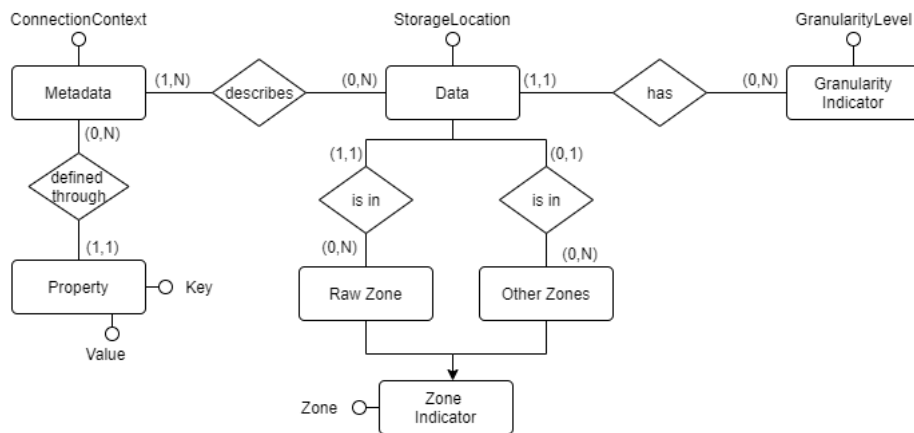 ConnectionContext
StorageLocation
GranularityLevel
Metadata
(1,N)
describes
(0,N)
Data
(1,1)
has
(0,N)
Granularity
Indicator
(0,N)
defined
through
(1,1)
(1,1)
(0,1)
is in
is in
(0,N)
(0,N)
Property
Key
Value
Raw Zone
Other Zones
Zone
Zone
Indicator